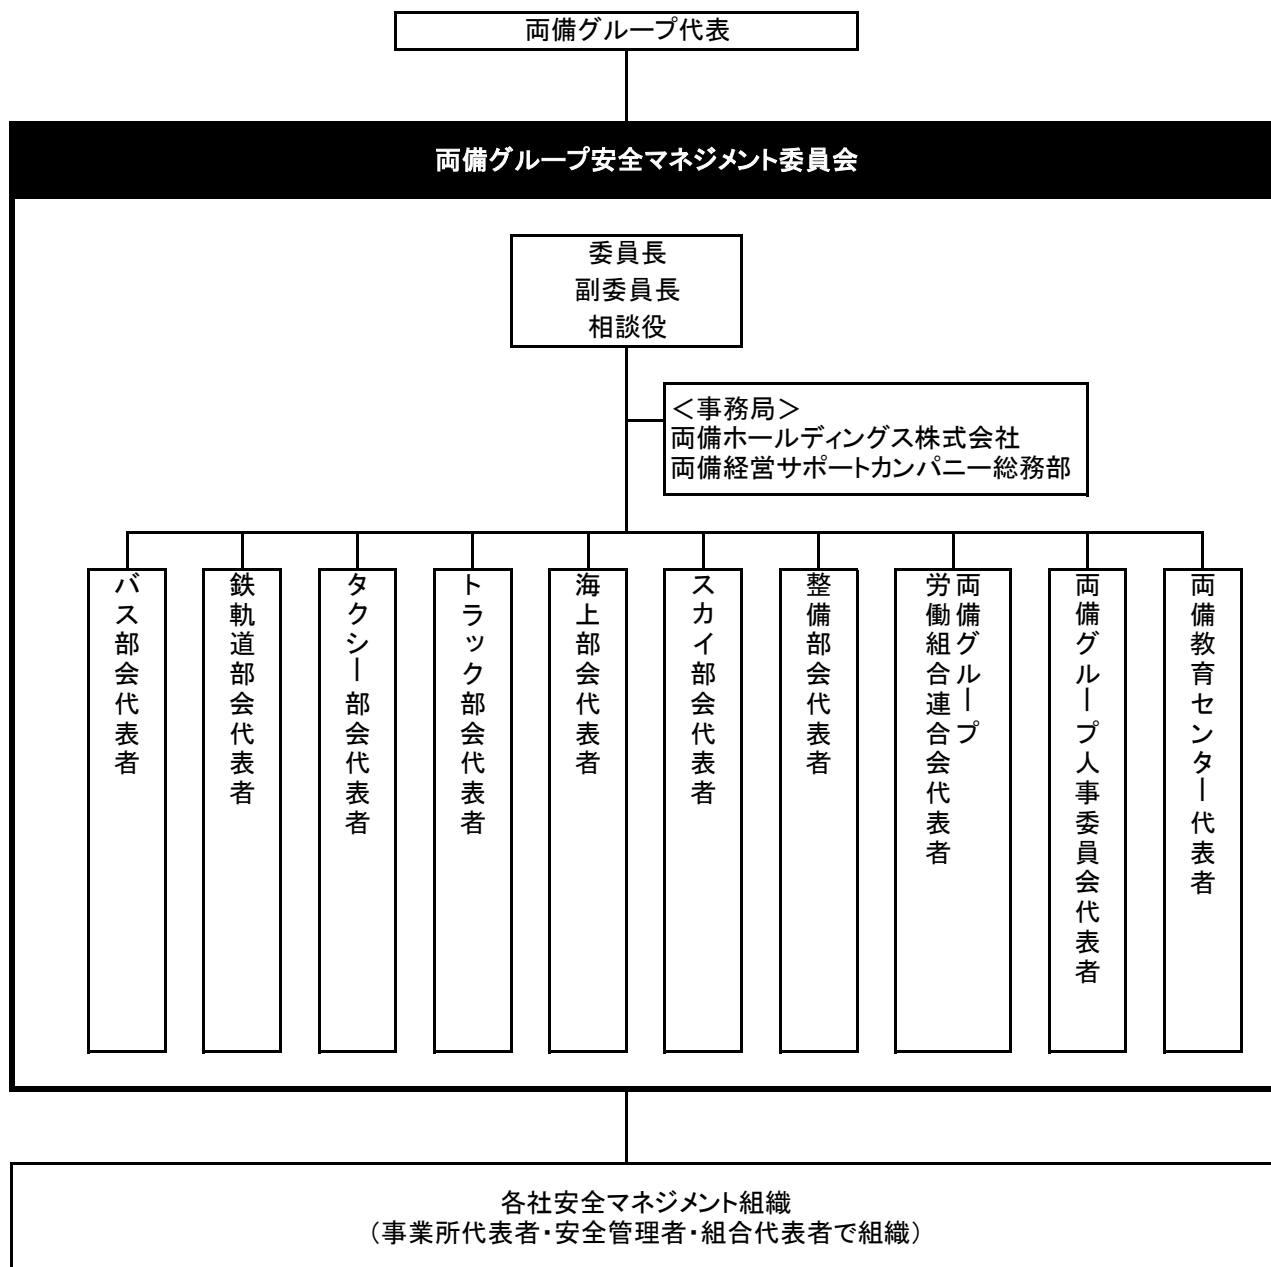 両備グループ代表
両備グループ安全マネジメント委員会
委員長
副委員長
相談役
＜事務局＞
両備ホールディングス株式会社
両備経営サポートカンパニー総務部
バス部会代表者
鉄軌道部会代表者
タクシー部会代表者
トラック部会代表者
海上部会代表者
スカイ部会代表者
整備部会代表者
両備グループ
労働組合連合会代表者
両備グループ人事委員会代表者
両備教育センター代表者
各社安全マネジメント組織
（事業所代表者・安全管理者・組合代表者で組織）